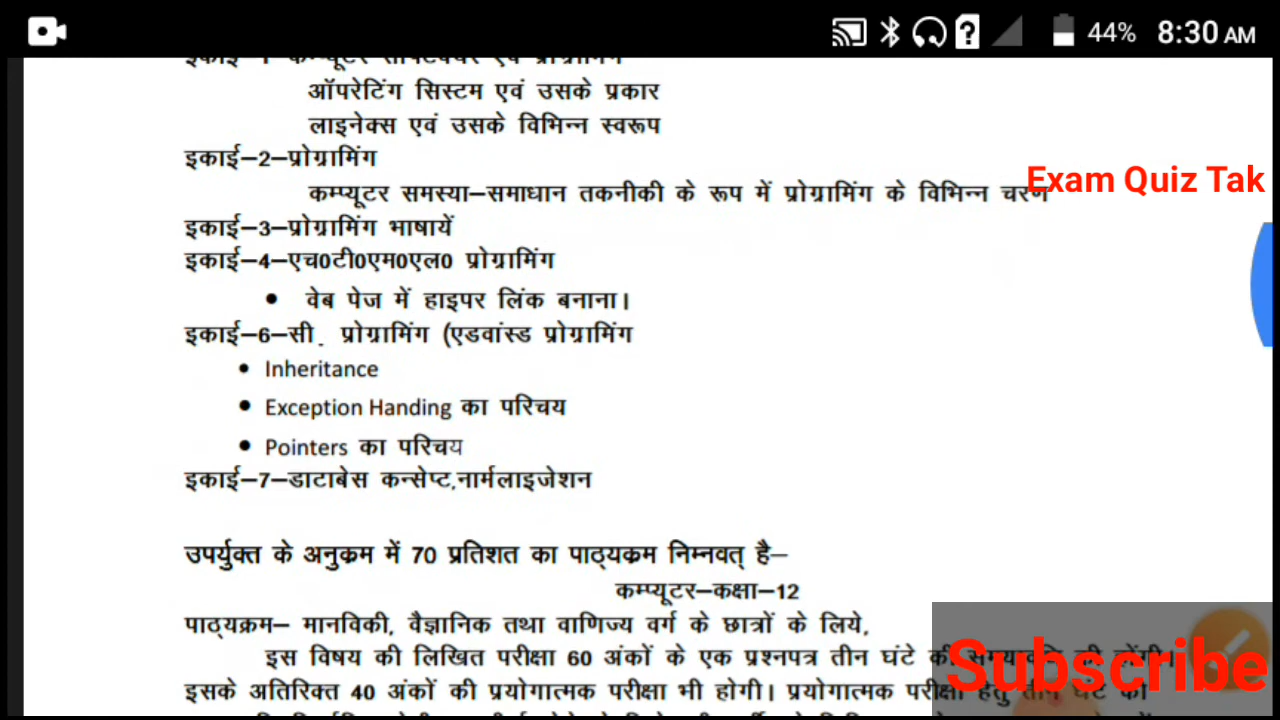 44% 8:30 AM
इकाई–1–कम्प्यूटर
ऑपरेटिंग सिस्टम एवं उसके प्रकार
लाइनेक्स एवं उसके विभिन्न स्वरूप
इकाई–2–प्रोग्रामिंग
Exam Quiz Tak
कम्प्यूटर समस्या–समाधान तकनीकी के रूप में प्रोग्रामिंग के विभिन्न चरण
इकाई–3–प्रोग्रामिंग भाषायें
इकाई–4–एच0टी0एम0एल0 प्रोग्रामिंग
• वेब पेज में हाइपर लिंक बनाना।
इकाई–6–सी. प्रोग्रामिंग (एडवांस्ड प्रोग्रामिंग
• Inheritance
• Exception Handing का परिचय
• Pointers का परिचय
इकाई–7–डाटाबेस कन्सेप्ट,नार्मलाइजेशन
उपर्युक्त के अनुक्रम में 70 प्रतिशत का पाठ्यक्रम निम्नवत् है–
कम्प्यूटर–कक्षा–12
पाठ्यक्रम– मानविकी, वैज्ञानिक तथा वाणिज्य वर्ग के छात्रों के लिये,
इस विषय की लिखित परीक्षा 60 अंकों के एक प्रश्नपत्र तीन घंटे की
Subscribe
इसके अतिरिक्त 40 अंकों की प्रयोगात्मक परीक्षा भी होगी। प्रयोगात्मक परीक्षा हेतु तीन घंटे की